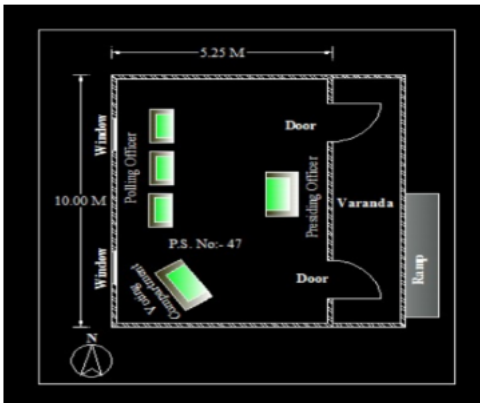 5.25 M
Door
Window
Polling Officer
10.00 M
Presiding Officer
Varanda
P.S. No:- 47
Window
Voting
Compartment
Door
Ramp
N